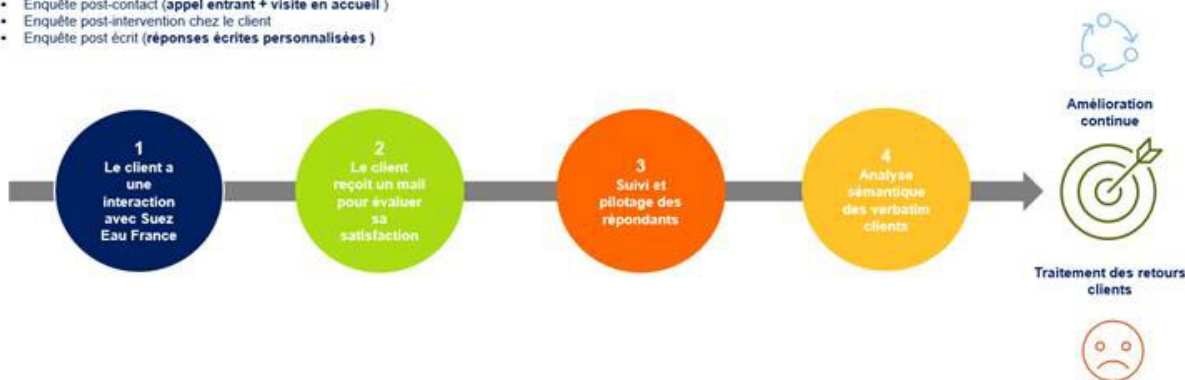 Enquête post-contact (appel entrant + visite en accueil )
Enquête post-intervention chez le client
Enquête post écrit (réponses écrites personnalisées )
1
Le client a
une
interaction
avec Suez
Eau France
2
Le client
reçoit un mail
pour évaluer
sa
satisfaction
3
Suivi et
pilotage des
répondants
4
Analyse
sémantique
des verbatim
clients
Amélioration
continue
Traitement des retours
clients